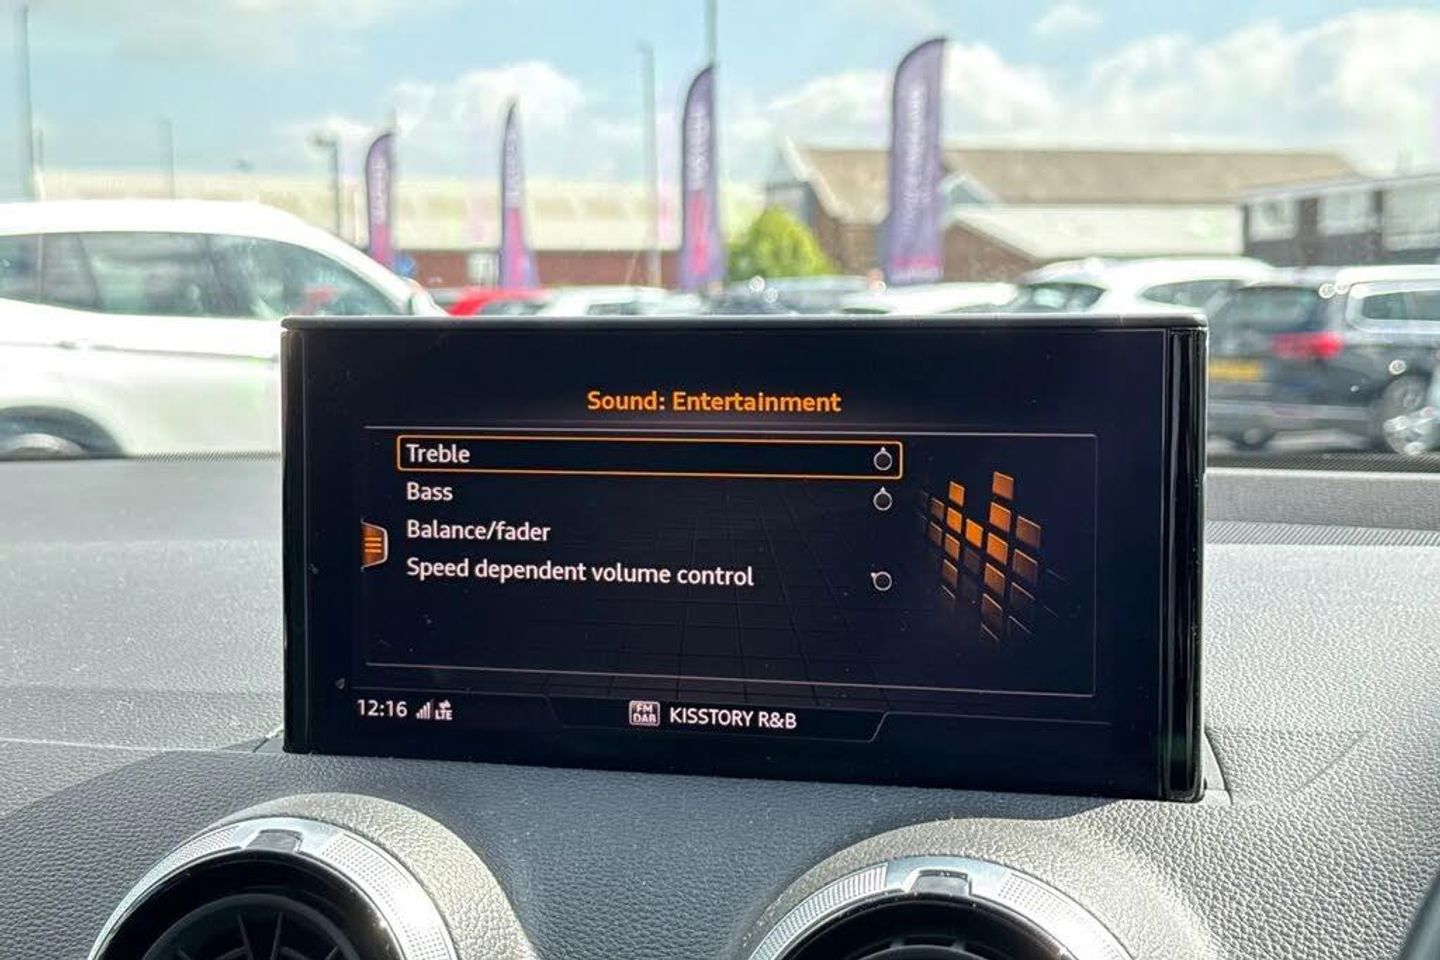 Sound: Entertainment
Treble
Bass
Balance/fader
Speed dependent volume control
12:16 LTE
FM
DAB
KISSTORY R&B